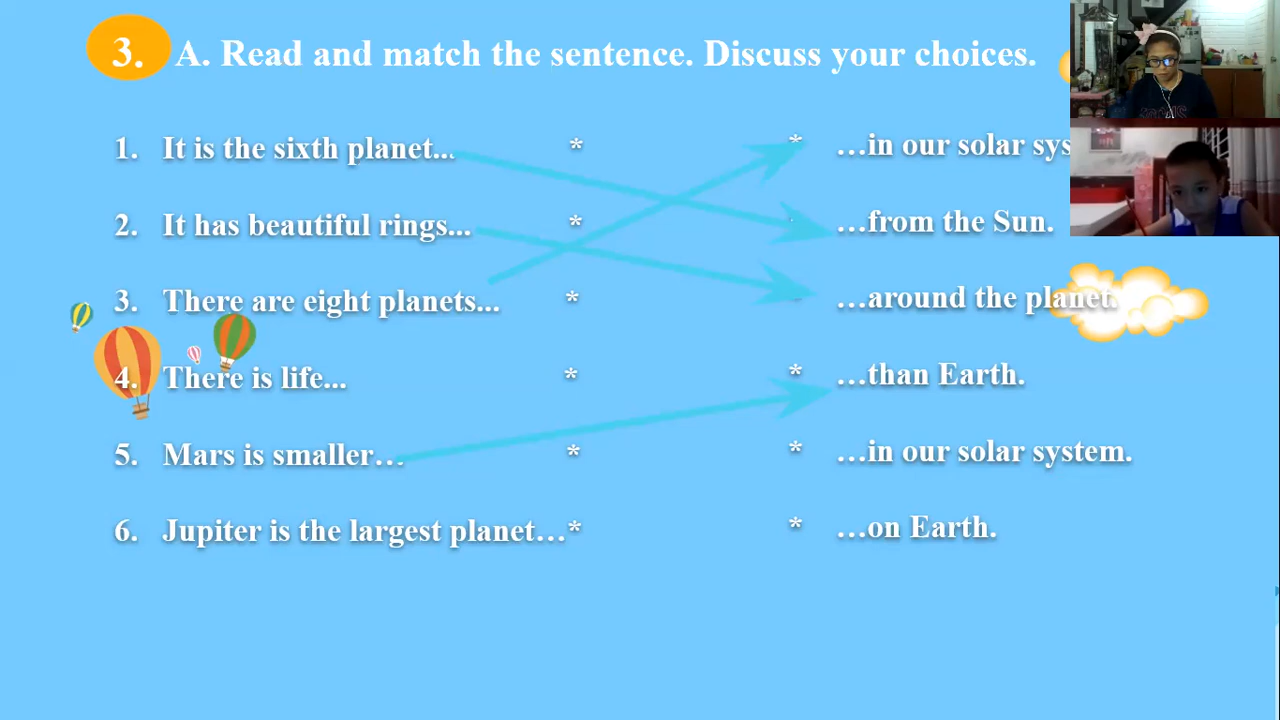 3. A. Read and match the sentence. Discuss your choices.
1. It is the sixth planet... * * …in our solar sys
2. It has beautiful rings... * …from the Sun.
3. There are eight planets... * …around the planet.
4. There is life... * * …than Earth.
5. Mars is smaller… * * …in our solar system.
6. Jupiter is the largest planet…* * …on Earth.